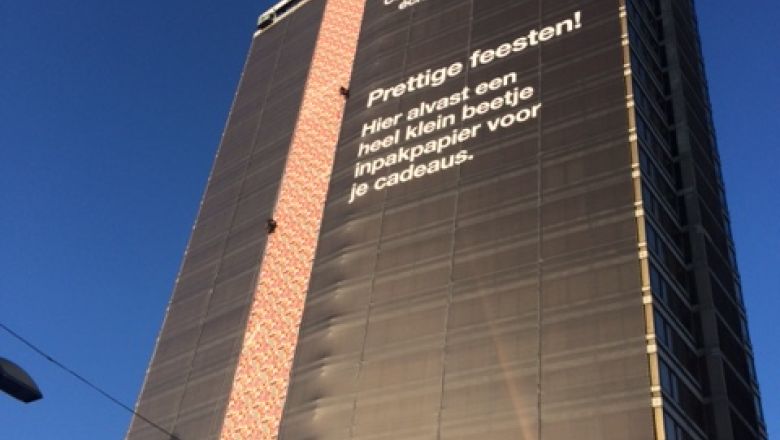 Prettige feesten!
Hier alvast een
heel klein beetje
inpakpapier voor
je cadeaus.